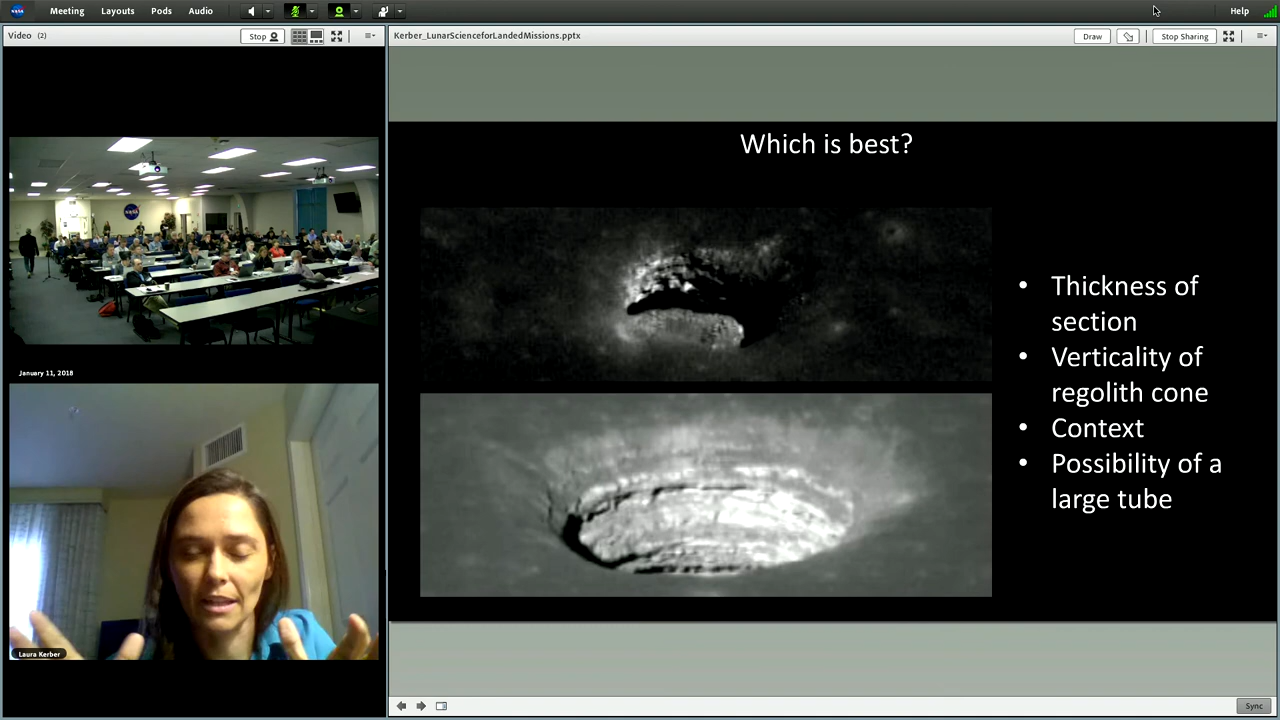 Meeting
Layouts
Pods
Audio
Help
Video (2)
Stop
Kerber_LunarScienceforLandedMissions.pptx
Draw
Stop Sharing
January 11, 2018
Laura Kerber
Which is best?
• Thickness of
section
• Verticality of
regolith cone
• Context
• Possibility of a
large tube
Sync